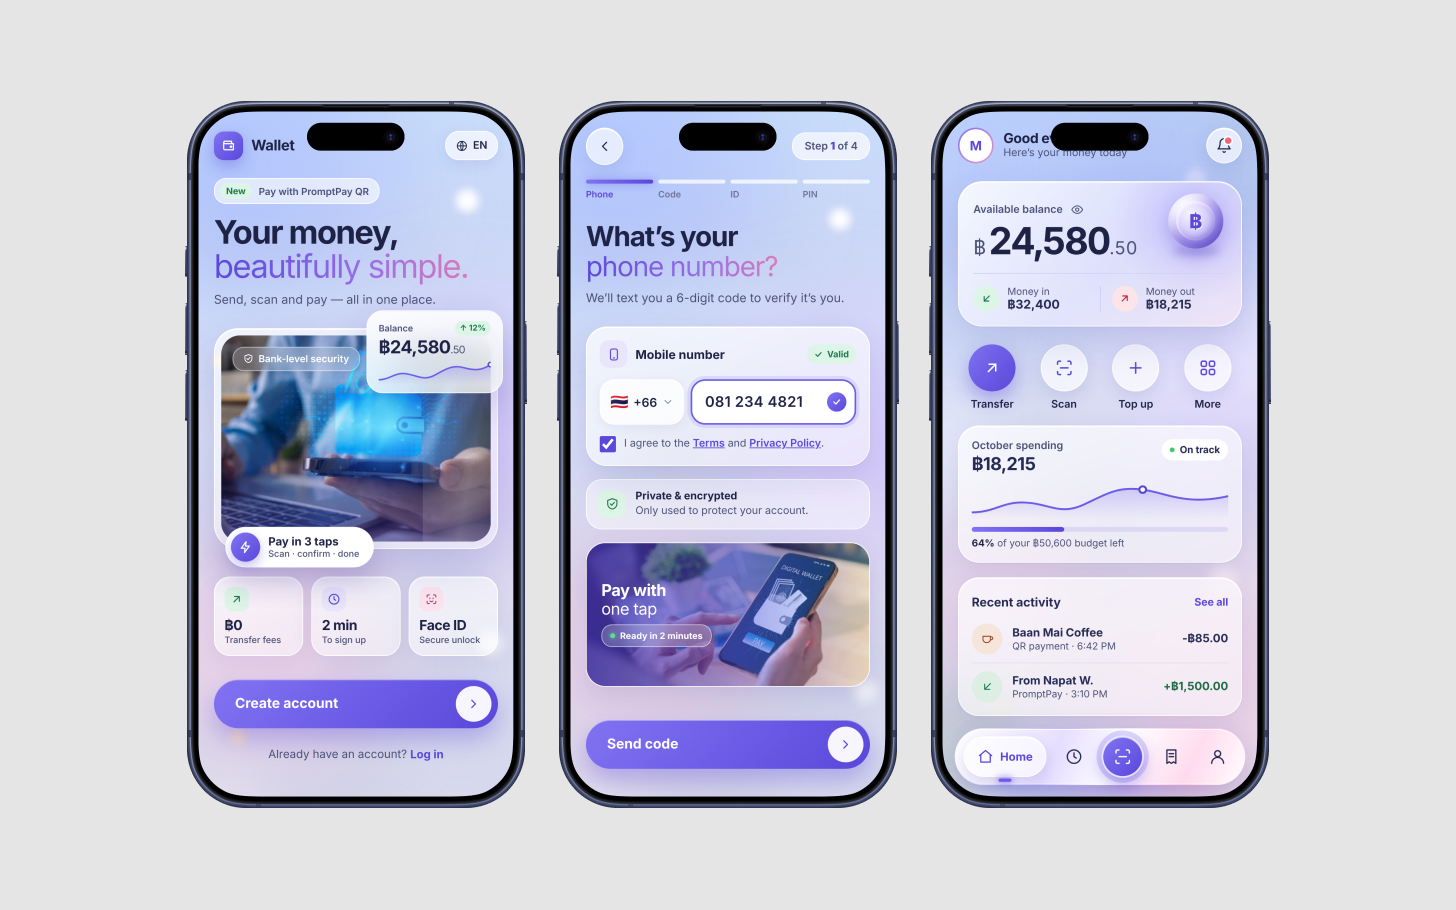 Wallet
EN
New Pay with PromptPay QR
Your money,
beautifully simple.
Send, scan and pay — all in one place.
Bank-level security
Balance
↑ 12%
฿24,580.50
Pay in 3 taps
Scan · confirm · done
฿0
Transfer fees
2 min
To sign up
Face ID
Secure unlock
Create account
Already have an account? Log in
Step 1 of 4
Phone
Code
ID
PIN
What's your
phone number?
We'll text you a 6-digit code to verify it's you.
Mobile number
Valid
+66
081 234 4821
I agree to the Terms and Privacy Policy.
Private & encrypted
Only used to protect your account.
Pay with
one tap
Ready in 2 minutes
DIGITAL WALLET
PAY
M
Good
Here's your money today
Available balance
฿24,580.50
฿
Money in
฿32,400
Money out
฿18,215
Transfer
Scan
Top up
More
October spending
฿18,215
On track
64% of your ฿50,600 budget left
Recent activity
See all
Baan Mai Coffee
QR payment · 6:42 PM
-฿85.00
From Napat W.
PromptPay · 3:10 PM
+฿1,500.00
Home